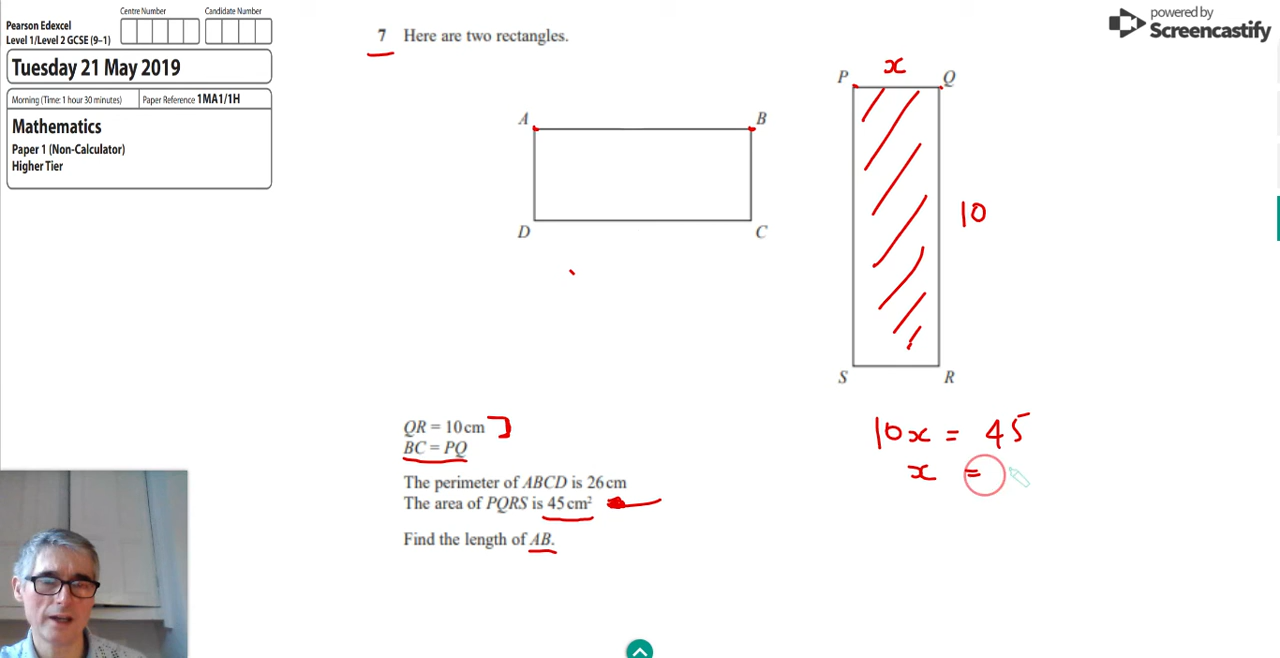 Centre Number
Candidate Number
Pearson Edexcel
Level 1/Level 2 GCSE (9–1)
Tuesday 21 May 2019
Morning (Time: 1 hour 30 minutes)
Paper Reference 1MA1/1H
Mathematics
Paper 1 (Non-Calculator)
Higher Tier
powered by
Screencastify
7 Here are two rectangles.
A
B
D
C
P
x
Q
10
S
R
QR = 10 cm
BC = PQ
The perimeter of ABCD is 26 cm
The area of PQRS is 45 cm²
Find the length of AB.
10x = 45
x =